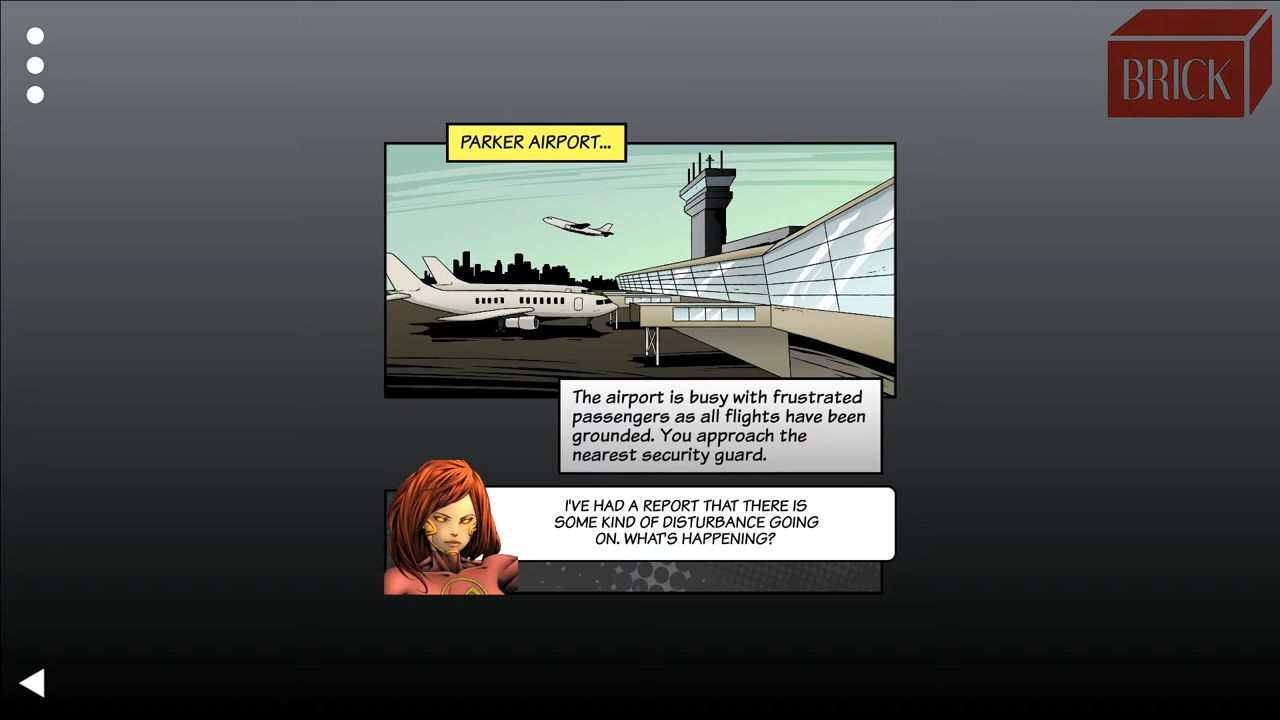 BRICK
PARKER AIRPORT...
The airport is busy with frustrated
passengers as all flights have been
grounded. You approach the
nearest security guard.
I'VE HAD A REPORT THAT THERE IS
SOME KIND OF DISTURBANCE GOING
ON. WHAT'S HAPPENING?